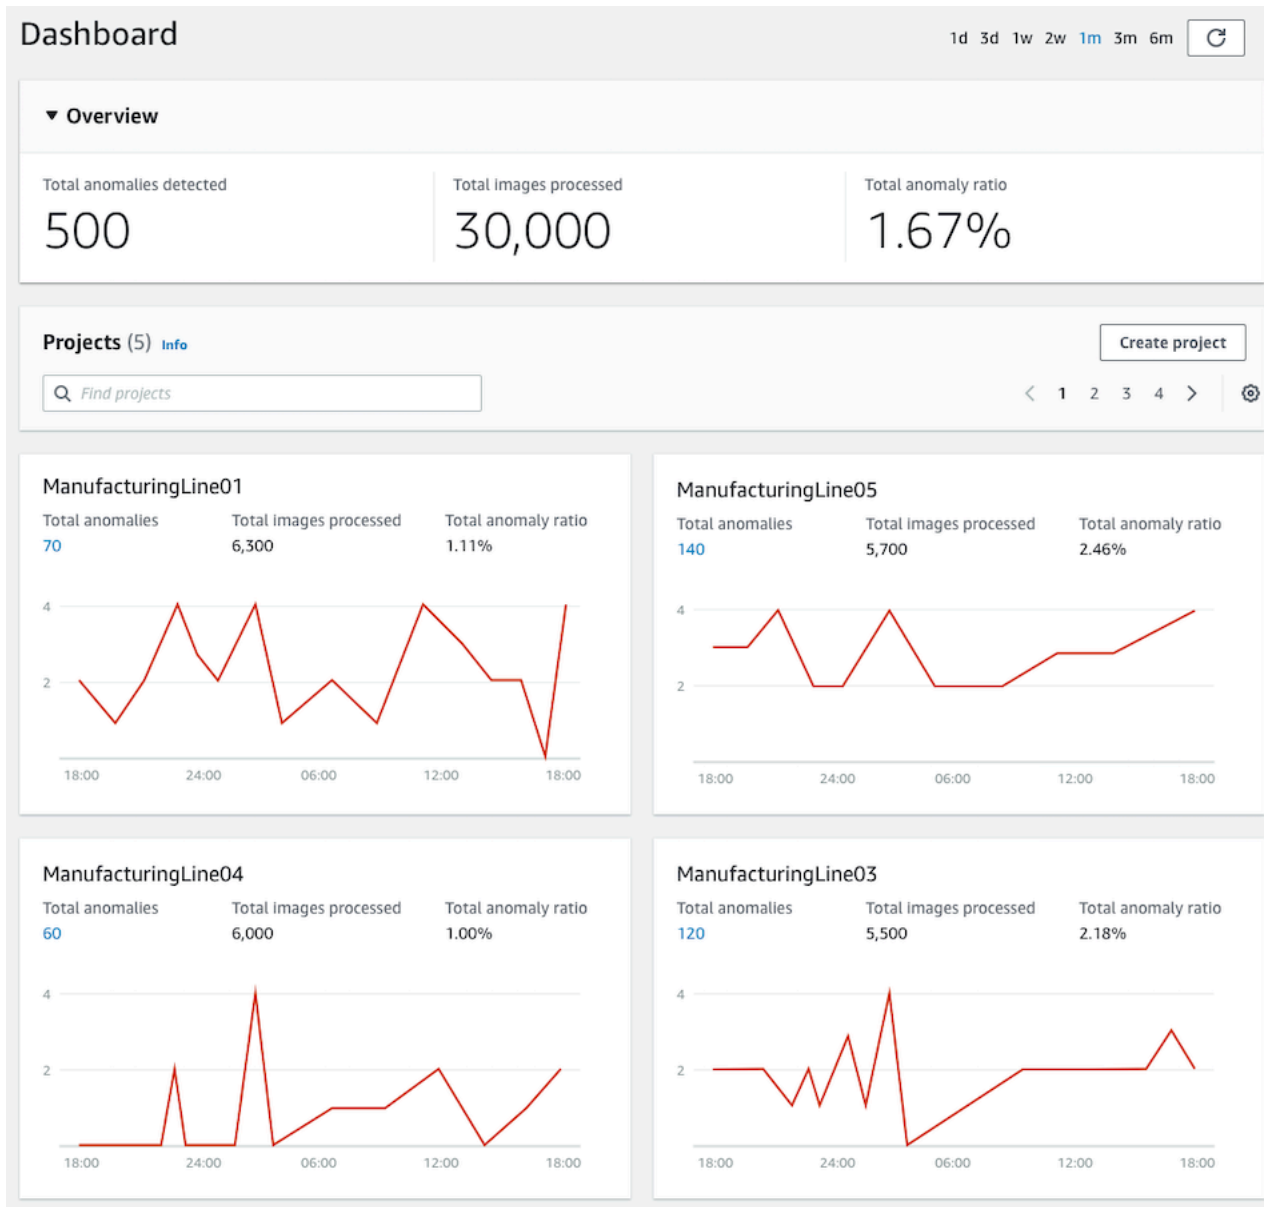 Dashboard
1d 3d 1w 2w 1m 3m 6m
Overview
Total anomalies detected
500
Total images processed
30,000
Total anomaly ratio
1.67%
Projects (5) Info
Create project
Find projects
1 2 3 4
ManufacturingLine01
Total anomalies Total images processed Total anomaly ratio
70 6,300 1.11%
4
2
18:00 24:00 06:00 12:00 18:00
ManufacturingLine05
Total anomalies Total images processed Total anomaly ratio
140 5,700 2.46%
4
2
18:00 24:00 06:00 12:00 18:00
ManufacturingLine04
Total anomalies Total images processed Total anomaly ratio
60 6,000 1.00%
4
2
18:00 24:00 06:00 12:00 18:00
ManufacturingLine03
Total anomalies Total images processed Total anomaly ratio
120 5,500 2.18%
4
2
18:00 24:00 06:00 12:00 18:00